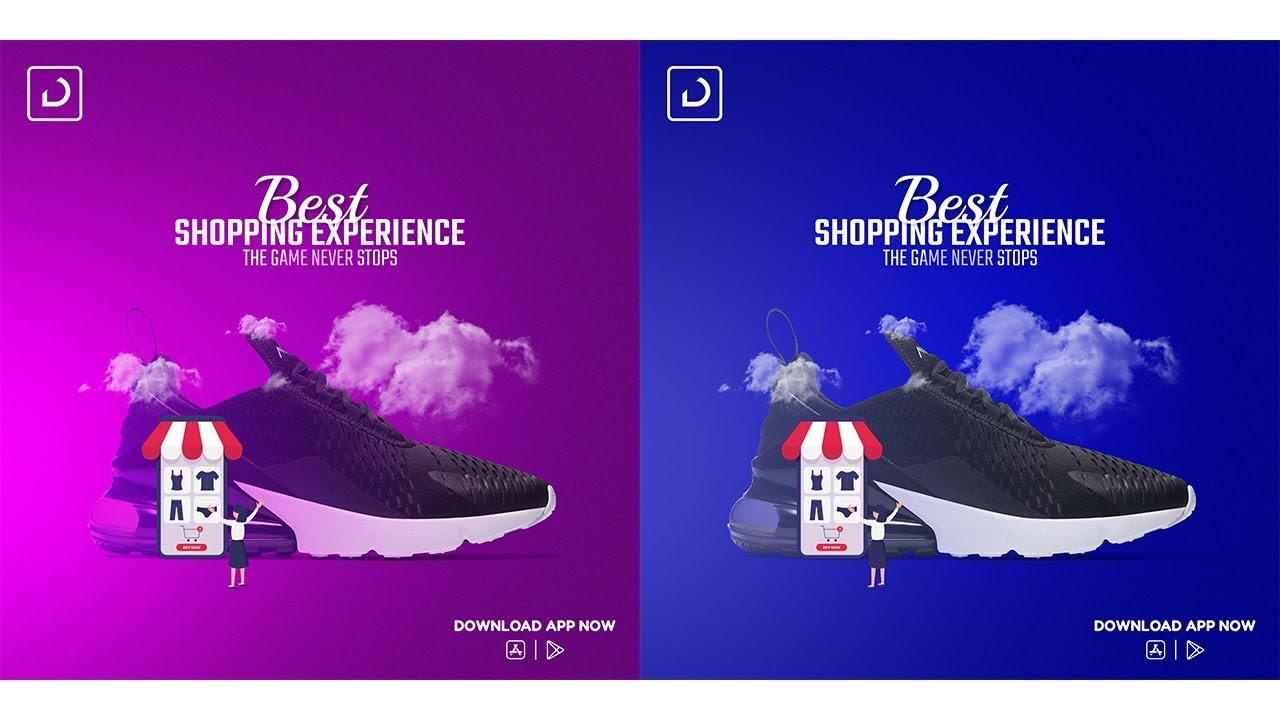 Best
SHOPPING EXPERIENCE
THE GAME NEVER STOPS
BUY NOW
DOWNLOAD APP NOW
Best
SHOPPING EXPERIENCE
THE GAME NEVER STOPS
BUY NOW
DOWNLOAD APP NOW